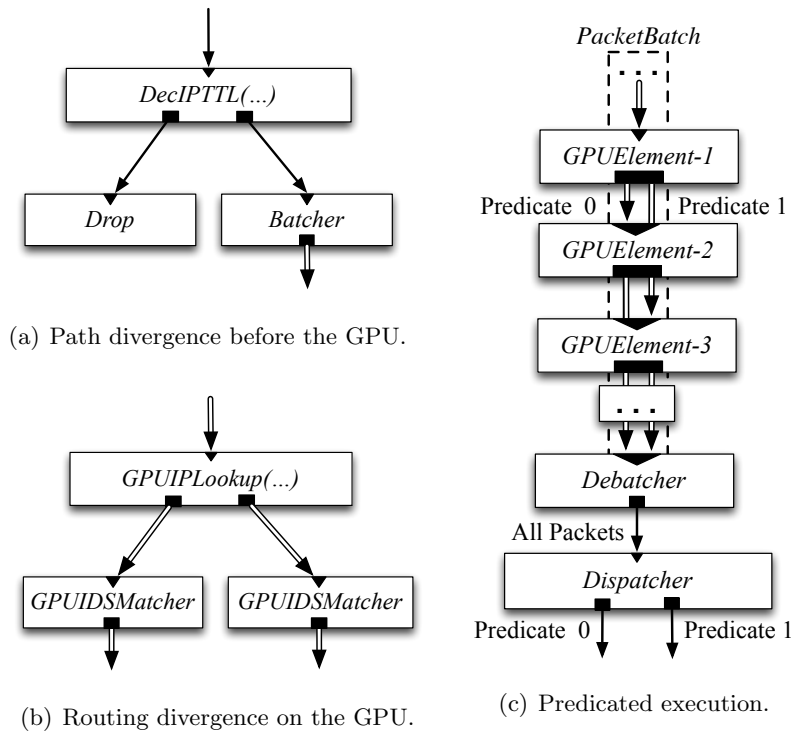 DecIPTTL(...)
Drop
Batcher
(a) Path divergence before the GPU.
GPUIPLookup(...)
GPUIDSMatcher
GPUIDSMatcher
(b) Routing divergence on the GPU.
PacketBatch
...
GPUElement-1
Predicate 0
Predicate 1
GPUElement-2
GPUElement-3
...
Debatcher
All Packets
Dispatcher
Predicate 0
Predicate 1
(c) Predicated execution.